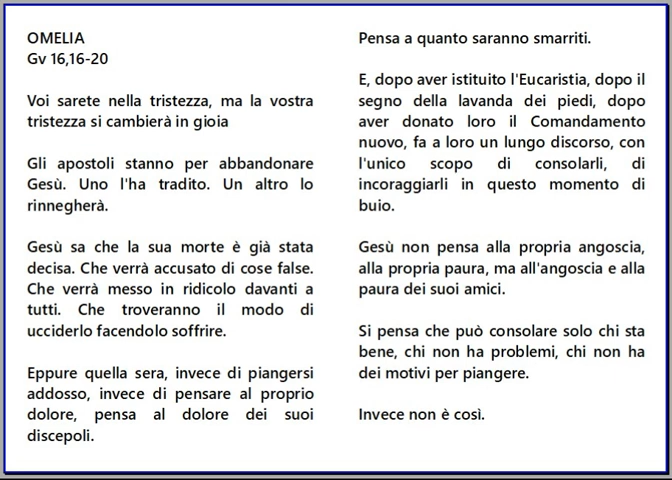 OMELIA
Gv 16,16-20
Voi sarete nella tristezza, ma la vostra
tristezza si cambierà in gioia
Gli apostoli stanno per abbandonare
Gesù. Uno l'ha tradito. Un altro lo
rinnegherà.
Gesù sa che la sua morte è già stata
decisa. Che verrà accusato di cose false.
Che verrà messo in ridicolo davanti a
tutti. Che troveranno il modo di
ucciderlo facendolo soffrire.
Eppure quella sera, invece di piangersi
addosso, invece di pensare al proprio
dolore, pensa al dolore dei suoi
discepoli.
Pensa a quanto saranno smarriti.
E, dopo aver istituito l'Eucaristia, dopo il
segno della lavanda dei piedi, dopo
aver donato loro il Comandamento
nuovo, fa a loro un lungo discorso, con
l'unico scopo di consolarli, di
incoraggiarli in questo momento di
buio.
Gesù non pensa alla propria angoscia,
alla propria paura, ma all'angoscia e alla
paura dei suoi amici.
Si pensa che può consolare solo chi sta
bene, chi non ha problemi, chi non ha
dei motivi per piangere.
Invece non è così.